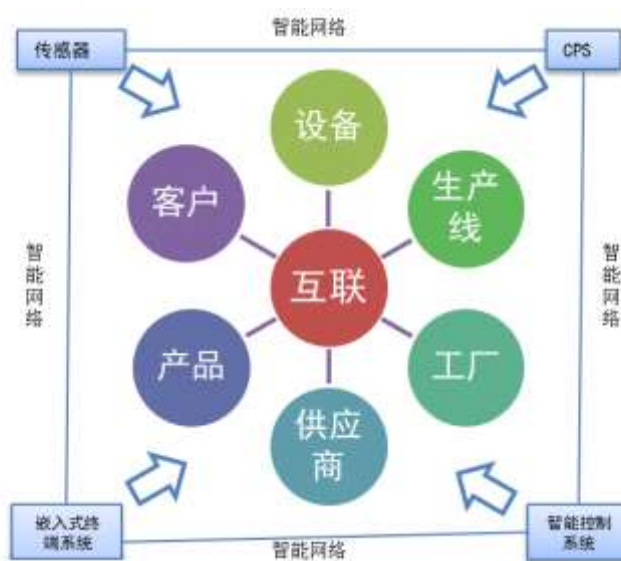 智能网络
传感器
CPS
设备
客户
生产
线
智能网络
互联
智能网络
产品
工厂
供应
商
嵌入式终
端系统
智能网络
智能控制
系统